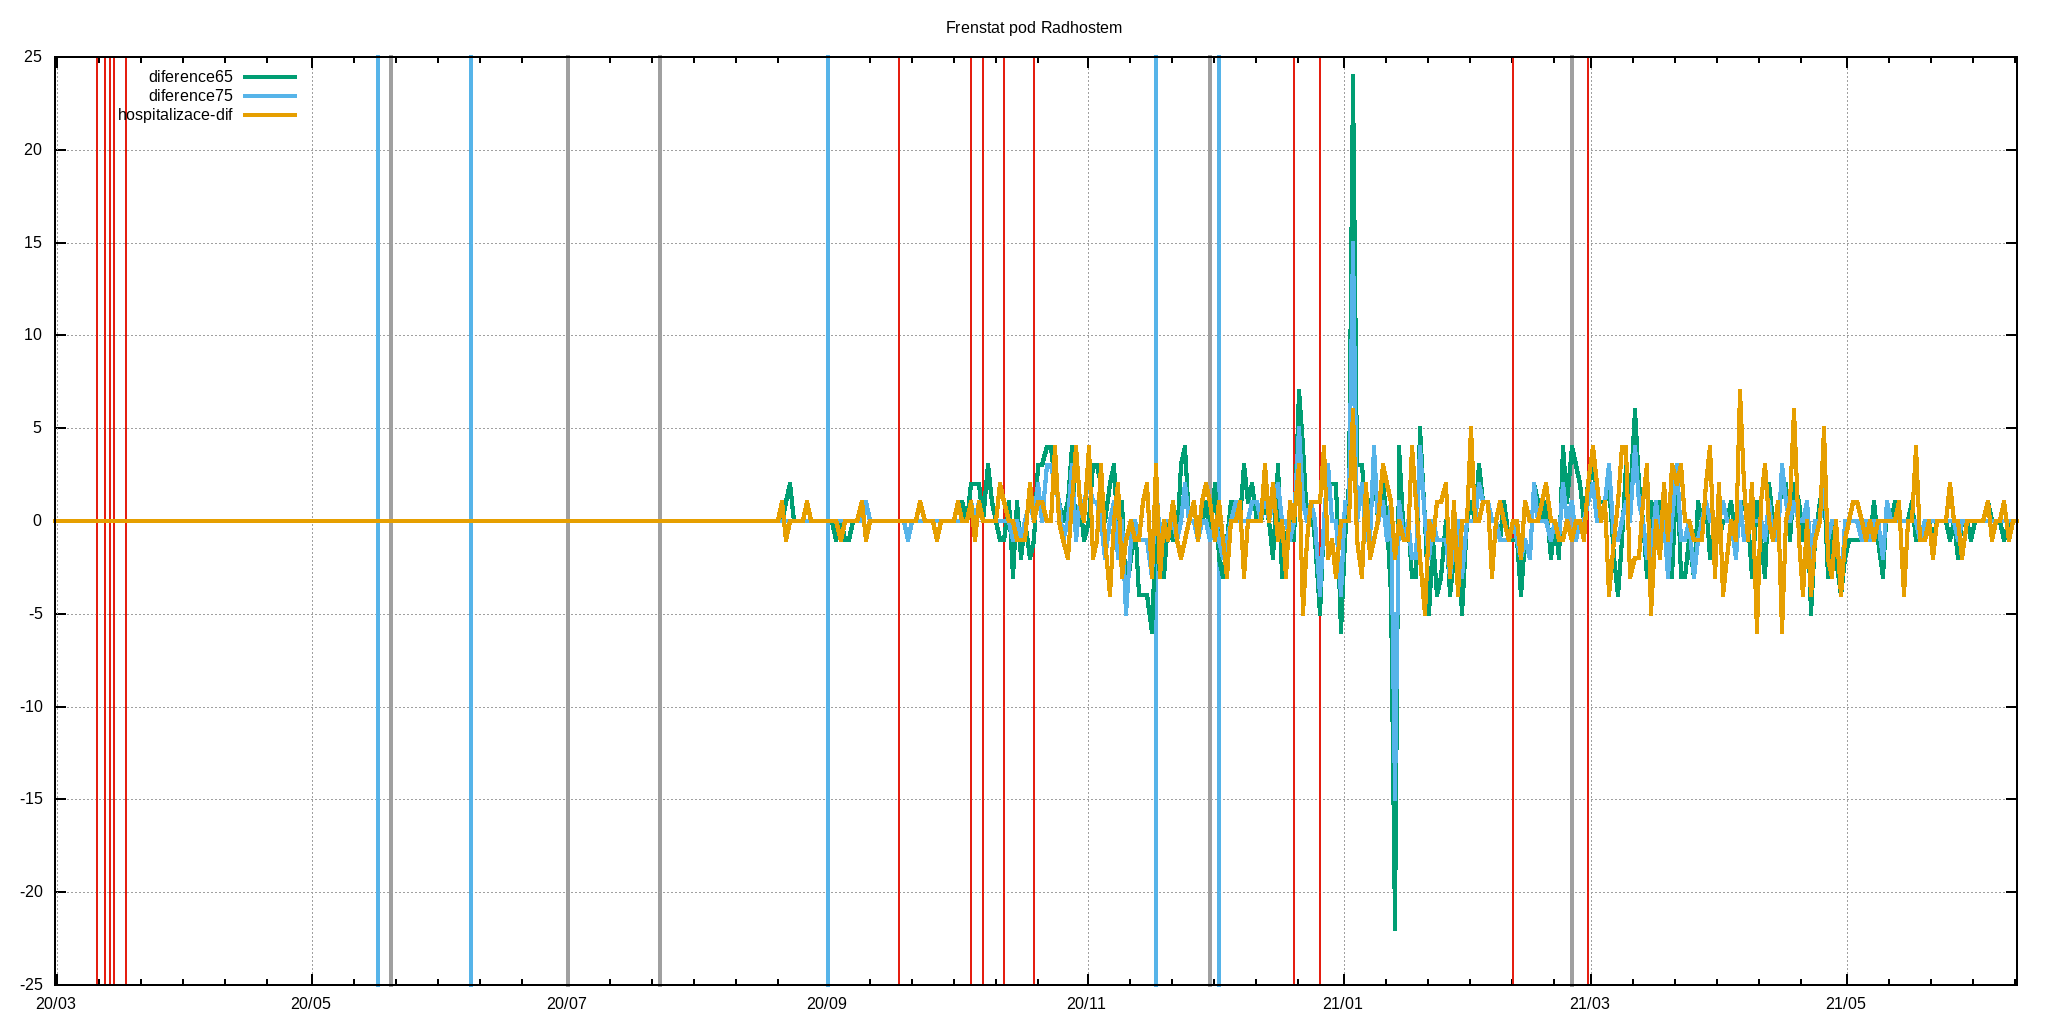 Frenstat pod Radhostem
25
diference65
diference75
hospitalizace-dif
20
15
10
5
0
-5
-10
-15
-20
-25
20/03 20/05 20/07 20/09 20/11 21/01 21/03 21/05